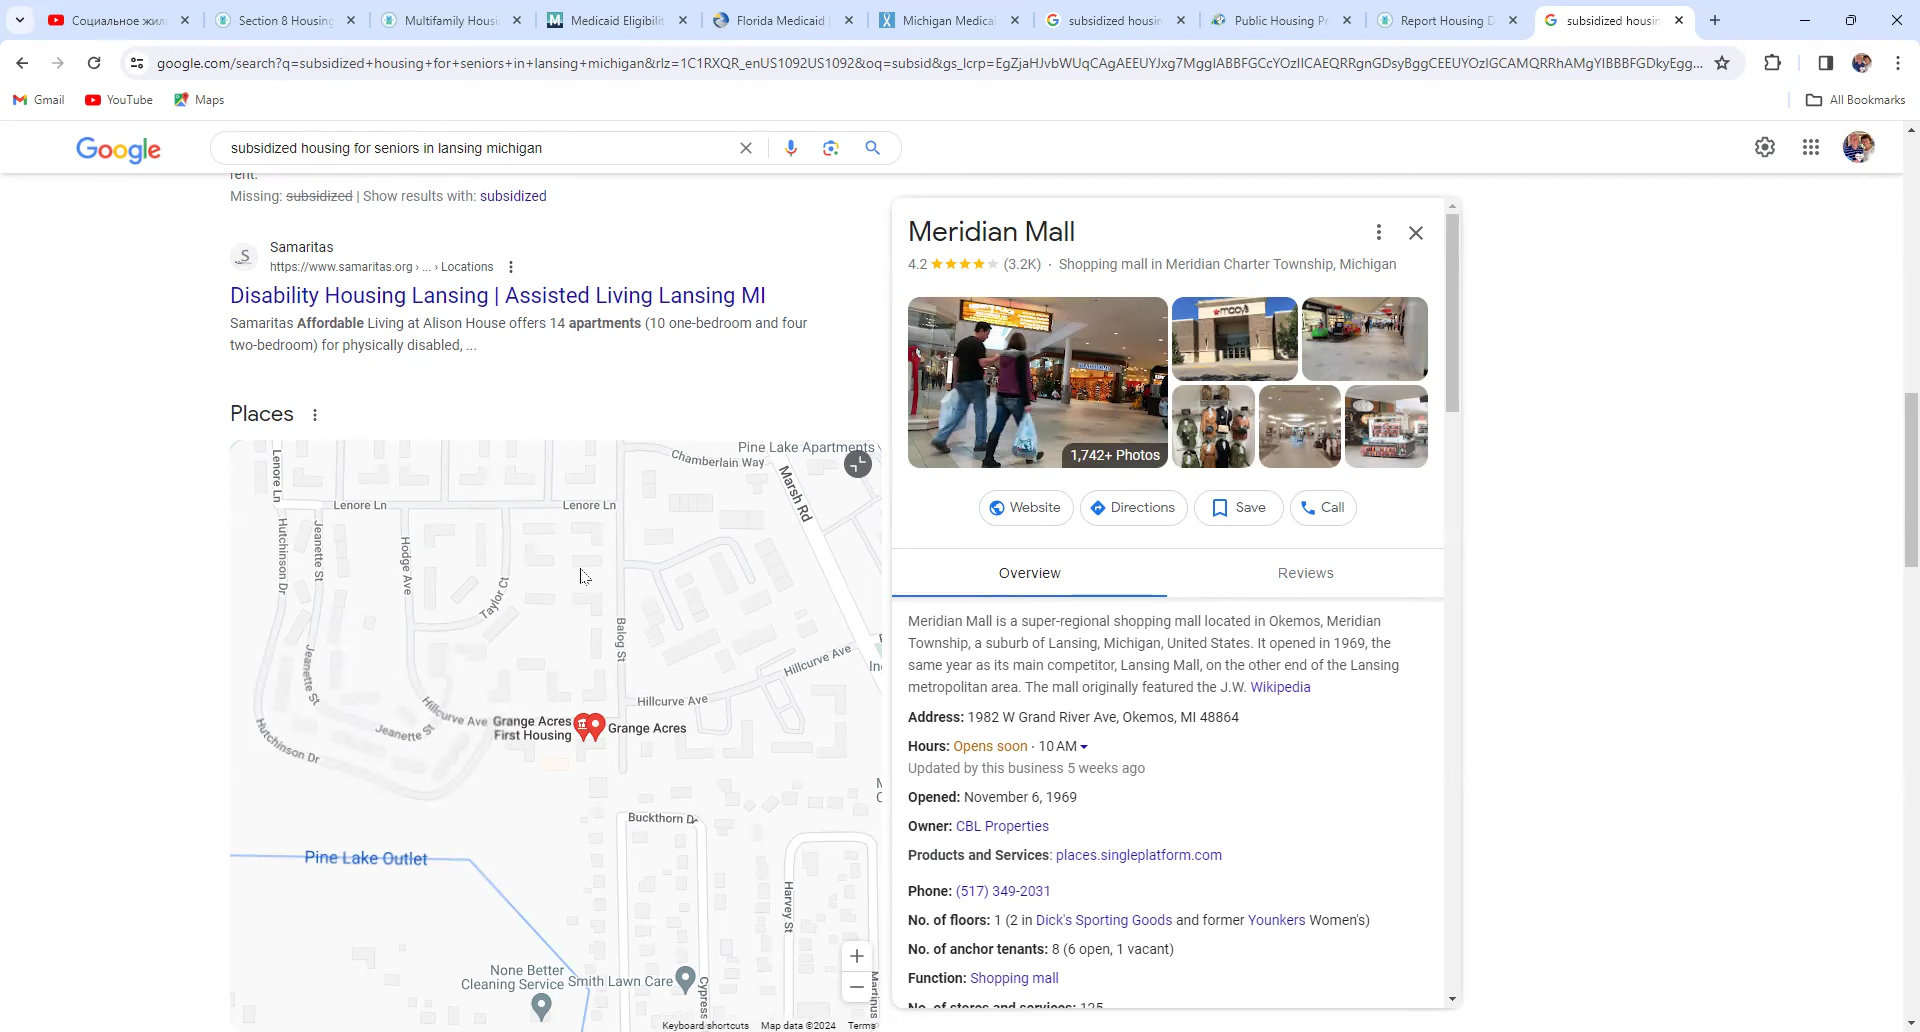 Социальное жил
Section 8 Housing
Multifamily Housi
Medicaid Eligibilit
Florida Medicaid
Michigan Medicai
subsidized housin
Public Housing Pr
Report Housing D
subsidized housin
google.com/search?q=subsidized+housing+for+seniors+in+lansing+michigan&rlz=1C1RXQR_enUS1092US1092&oq=subsid&gs_lcrp=EgZjaHJvbWUqCAgAEEUYJxg7MggIABBFGCcYOzIICAEQRRgnGDsyBggCEEUYOzIGCAMQRRhAMgYIBBBFGDkyEgg...
Gmail
YouTube
Maps
All Bookmarks
Google
subsidized housing for seniors in lansing michigan
rent.
Missing: subsidized | Show results with: subsidized
Samaritas
https://www.samaritas.org › ... › Locations
Disability Housing Lansing | Assisted Living Lansing MI
Samaritas Affordable Living at Alison House offers 14 apartments (10 one-bedroom and four
two-bedroom) for physically disabled, ...
Places
Pine Lake Apartments
Chamberlain Way
Marsh Rd
Lenore Ln
Lenore Ln
Lenore Ln
Hutchinson Dr
Jeanette St
Hodge Ave
Taylor Ct
Balog St
Jeanette St
Hillcurve Ave
Hillcurve Ave
Hillcurve Ave
Jeanette St
Hutchinson Dr
Grange Acres
First Housing
Grange Acres
Buckthorn Dr
Pine Lake Outlet
Harvey St
None Better
Cleaning Service
Smith Lawn Care
Cypress
Martinus
Keyboard shortcuts
Map data ©2024
Terms
Meridian Mall
4.2 (3.2K) · Shopping mall in Meridian Charter Township, Michigan
macy's
1,742+ Photos
Website
Directions
Save
Call
Overview
Reviews
Meridian Mall is a super-regional shopping mall located in Okemos, Meridian
Township, a suburb of Lansing, Michigan, United States. It opened in 1969, the
same year as its main competitor, Lansing Mall, on the other end of the Lansing
metropolitan area. The mall originally featured the J.W. Wikipedia
Address: 1982 W Grand River Ave, Okemos, MI 48864
Hours: Opens soon · 10 AM
Updated by this business 5 weeks ago
Opened: November 6, 1969
Owner: CBL Properties
Products and Services: places.singleplatform.com
Phone: (517) 349-2031
No. of floors: 1 (2 in Dick's Sporting Goods and former Younkers Women's)
No. of anchor tenants: 8 (6 open, 1 vacant)
Function: Shopping mall
No. of stores and services: 125